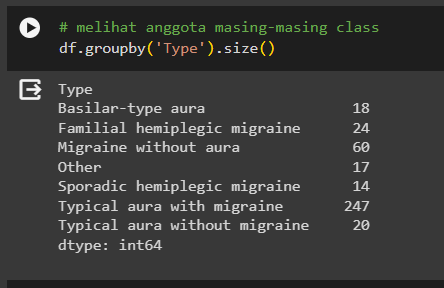 # melihat anggota masing-masing class
df.groupby('Type').size()
Type
Basilar-type aura 18
Familial hemiplegic migraine 24
Migraine without aura 60
Other 17
Sporadic hemiplegic migraine 14
Typical aura with migraine 247
Typical aura without migraine 20
dtype: int64